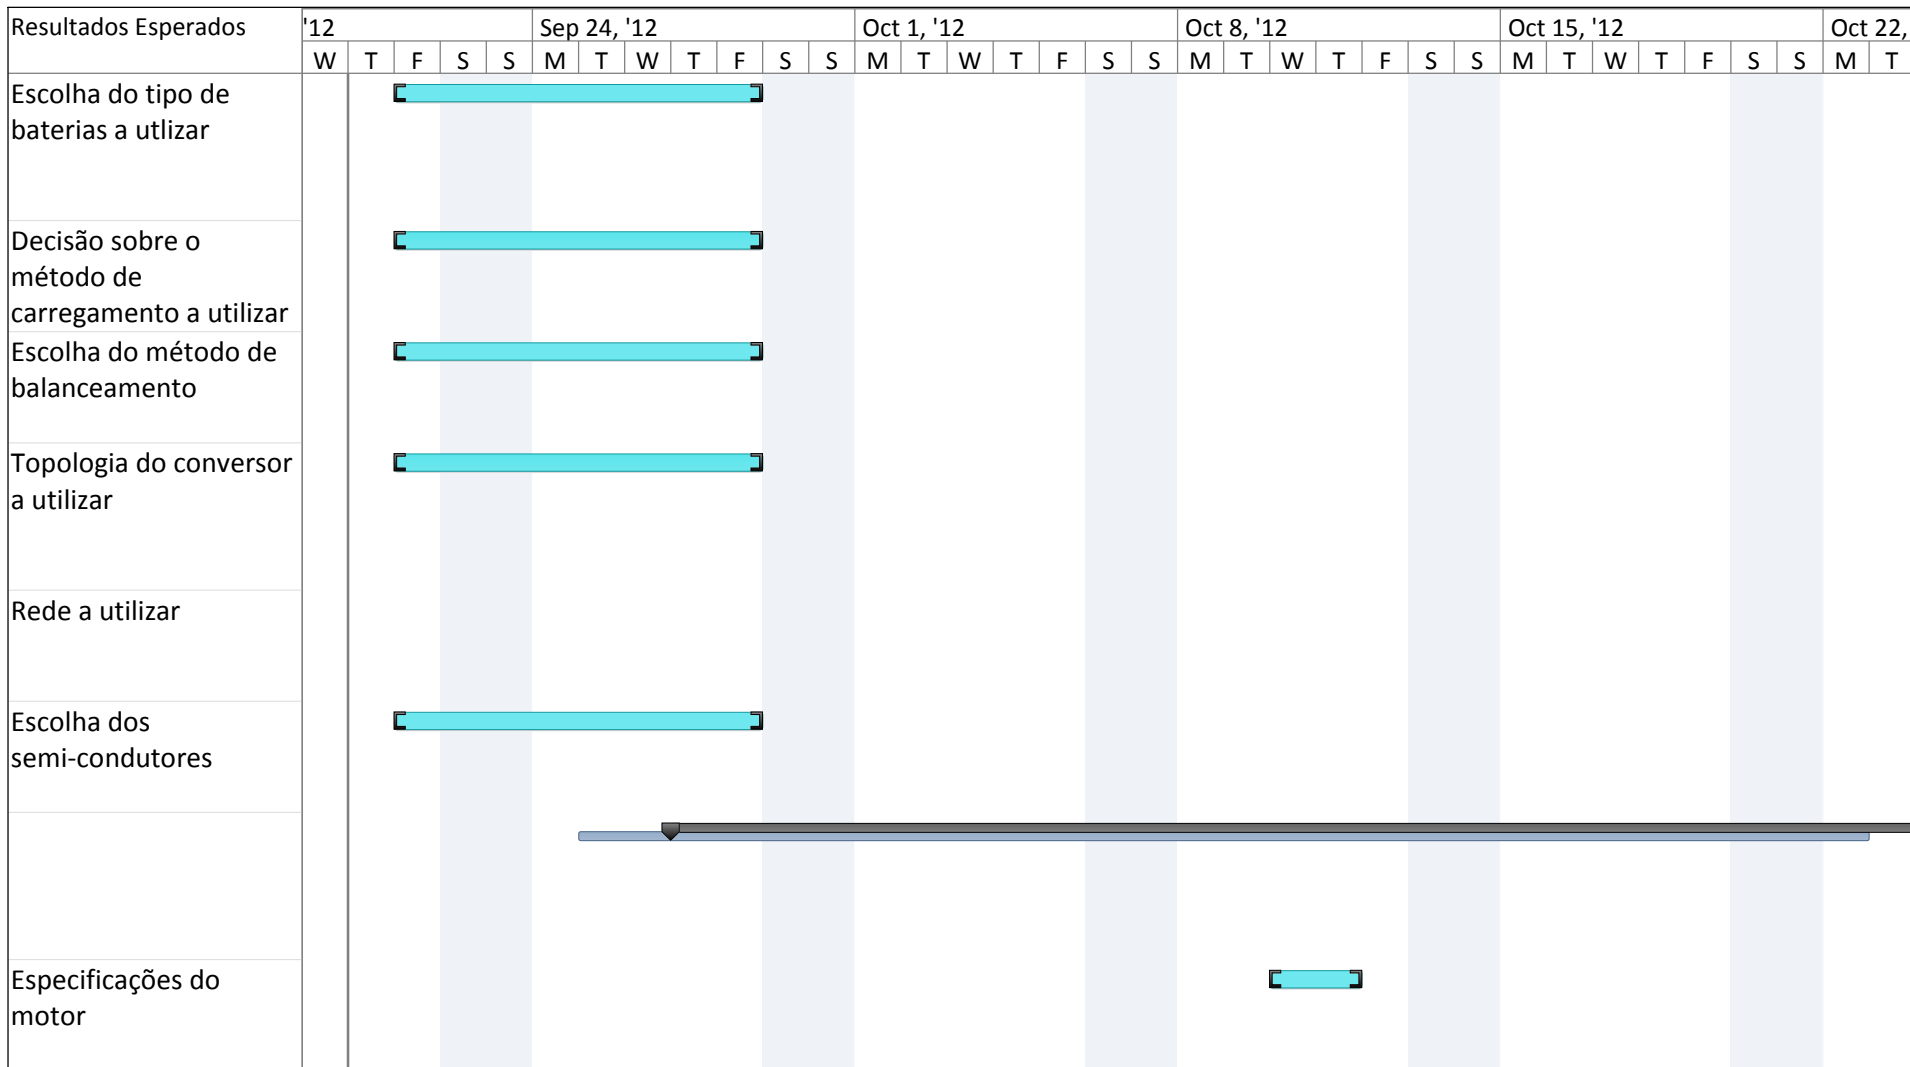 Resultados Esperados '12 Sep 24, '12 Oct 1, '12 Oct 8, '12 Oct 15, '12 Oct 22,
W T F S S M T W T F S S M T W T F S S M T W T F S S M T W T F S S M T
Escolha do tipo de
baterias a utlizar
Decisão sobre o
método de
carregamento a utilizar
Escolha do método de
balanceamento
Topologia do conversor
a utilizar
Rede a utilizar
Escolha dos
semi-condutores
Especificações do
motor